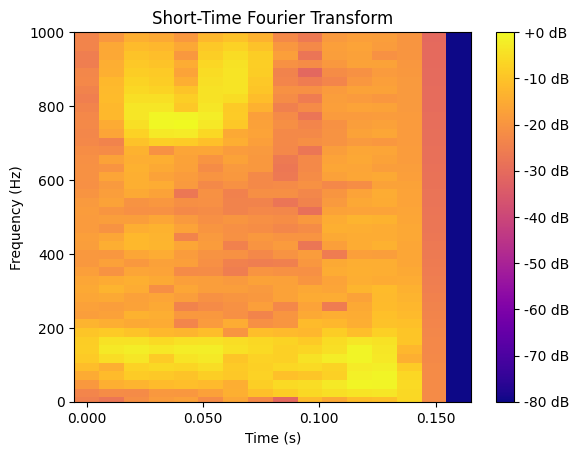 Short-Time Fourier Transform
1000
800
600
400
200
0
Frequency (Hz)
0.000
0.050
0.100
0.150
Time (s)
+0 dB
-10 dB
-20 dB
-30 dB
-40 dB
-50 dB
-60 dB
-70 dB
-80 dB